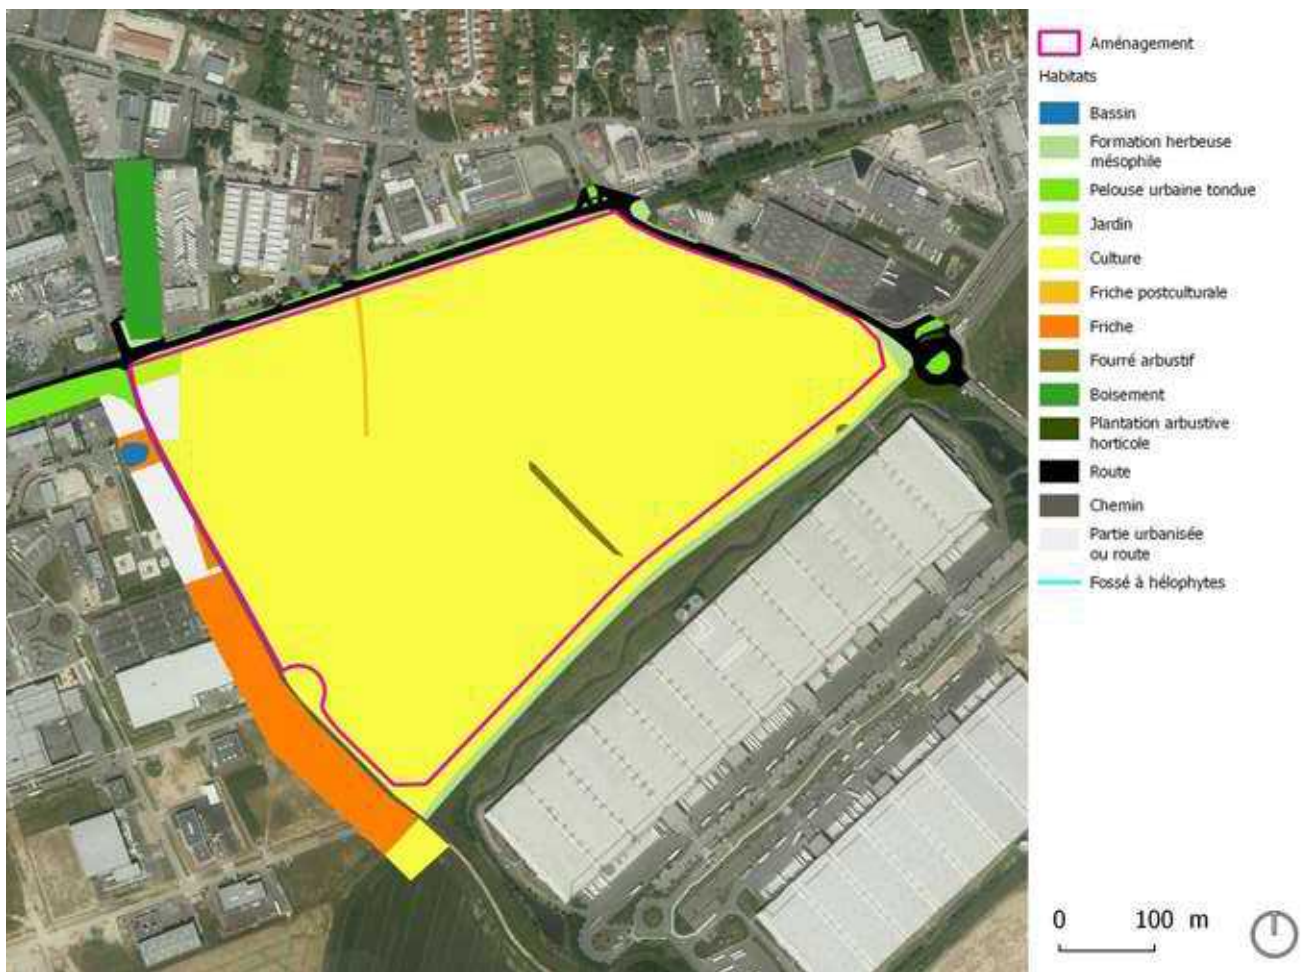 Aménagement
Habitats
Bassin
Formation herbeuse
mésophile
Pelouse urbaine tondue
Jardin
Culture
Friche postculturale
Friche
Fourré arbustif
Boisement
Plantation arbustive
horticole
Route
Chemin
Partie urbanisée
ou route
Fossé à hélophytes
0 100 m